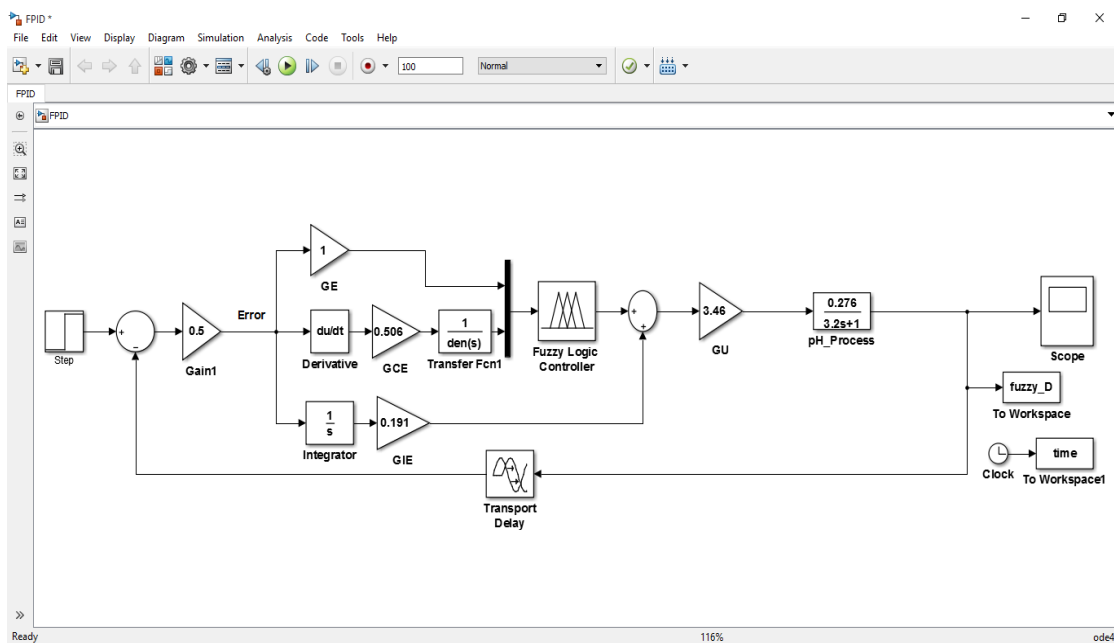 FPID *
File Edit View Display Diagram Simulation Analysis Code Tools Help
100 Normal
FPID
FPID
1
GE
Step
+
−
0.5
Gain1
Error
du/dt
Derivative
0.506
GCE
1
den(s)
Transfer Fcn1
Fuzzy Logic
Controller
+
+
3.46
GU
0.276
3.2s+1
pH_Process
Scope
fuzzy_D
To Workspace
1
s
Integrator
0.191
GIE
Clock
time
To Workspace1
Transport
Delay
Ready 116% ode4